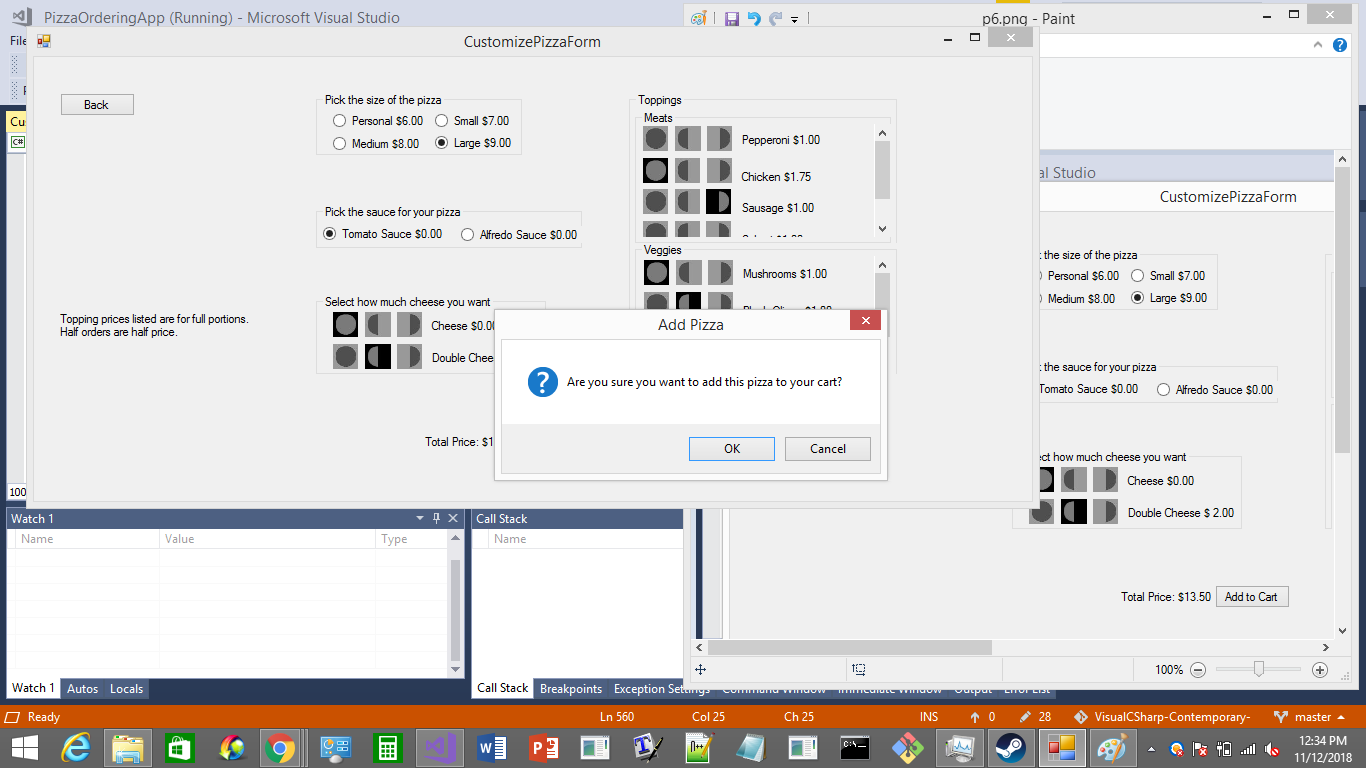 PizzaOrderingApp (Running) - Microsoft Visual Studio
p6.png - Paint
File
CustomizePizzaForm
Back
Pick the size of the pizza
Personal $6.00 Small $7.00
Medium $8.00 Large $9.00
Pick the sauce for your pizza
Tomato Sauce $0.00 Alfredo Sauce $0.00
Topping prices listed are for full portions.
Half orders are half price.
Select how much cheese you want
Cheese $0.00
Double Chee
Total Price: $1
Toppings
Meats
Pepperoni $1.00
Chicken $1.75
Sausage $1.00
Veggies
Mushrooms $1.00
Add Pizza
Are you sure you want to add this pizza to your cart?
OK Cancel
Cus
C#
100
al Studio
CustomizePizzaForm
t the size of the pizza
Personal $6.00 Small $7.00
Medium $8.00 Large $9.00
t the sauce for your pizza
Tomato Sauce $0.00 Alfredo Sauce $0.00
ect how much cheese you want
Cheese $0.00
Double Cheese $ 2.00
Total Price: $13.50 Add to Cart
100%
Watch 1
Name Value Type
Call Stack
Name
Watch 1 Autos Locals
Call Stack Breakpoints Exception Settings Command Window Immediate Window Output Error List
Ready Ln 560 Col 25 Ch 25 INS 0 28 VisualCSharp-Contemporary- master
12:34 PM
11/12/2018